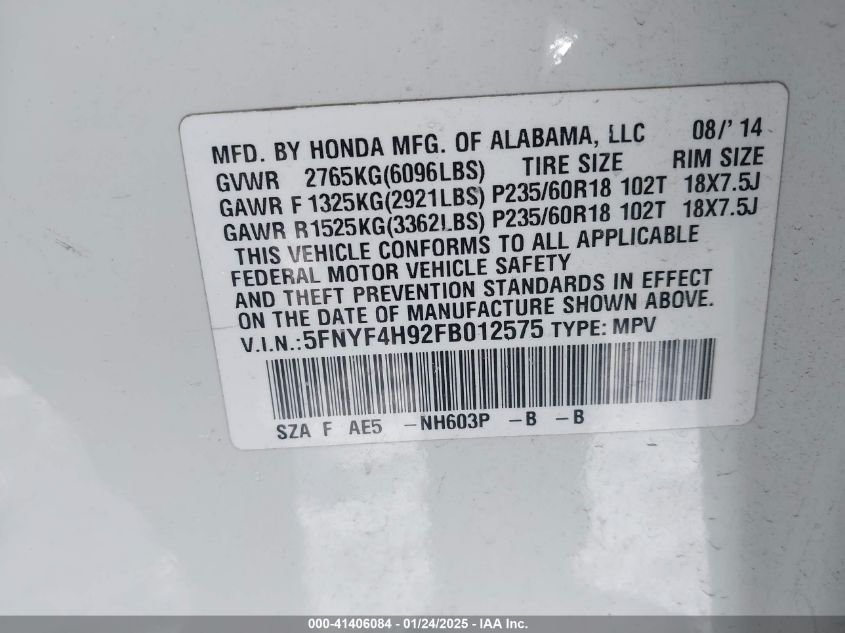 MFD. BY HONDA MFG. OF ALABAMA, LLC 08/' 14
GVWR 2765KG(6096LBS) TIRE SIZE RIM SIZE
GAWR F 1325KG(2921LBS) P235/60R18 102T 18X7.5J
GAWR R1525KG(3362LBS) P235/60R18 102T 18X7.5J
THIS VEHICLE CONFORMS TO ALL APPLICABLE
FEDERAL MOTOR VEHICLE SAFETY
AND THEFT PREVENTION STANDARDS IN EFFECT
ON THE DATE OF MANUFACTURE SHOWN ABOVE.
V.I.N.:5FNYF4H92FB012575 TYPE: MPV
SZA F AE5 -NH603P -B -B
000-41406084 - 01/24/2025 - IAA Inc.